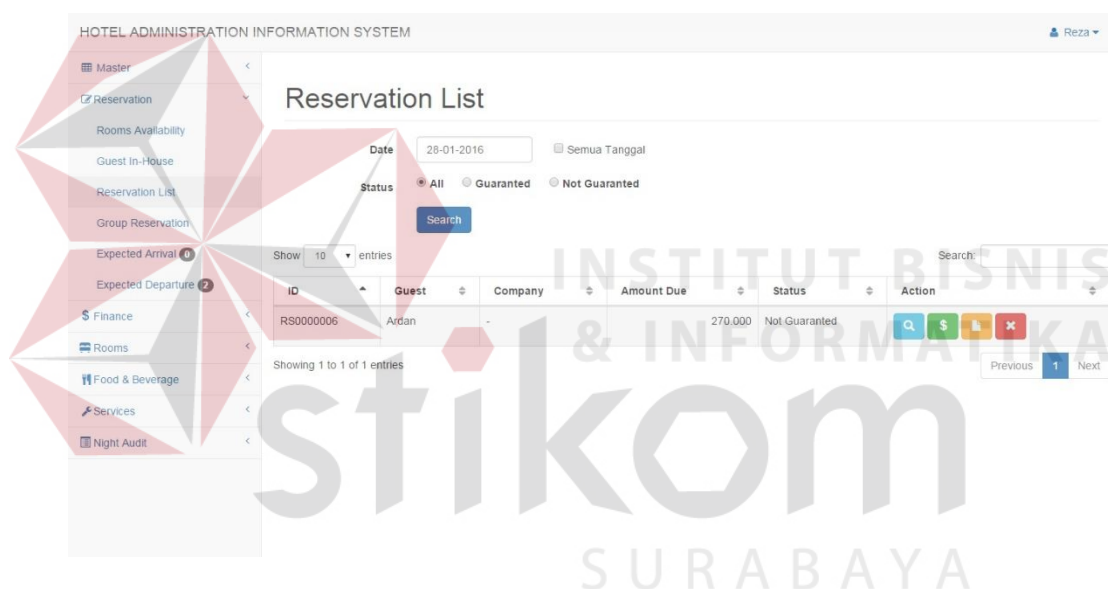 HOTEL ADMINISTRATION INFORMATION SYSTEM
Reza
Master
Reservation
Rooms Availability
Guest In-House
Reservation List
Group Reservation
Expected Arrival 0
Expected Departure 2
$ Finance
Rooms
Food & Beverage
Services
Night Audit
Reservation List
Date 28-01-2016 Semua Tanggal
Status All Guaranted Not Guaranted
Search
Show 10 entries Search:
ID Guest Company Amount Due Status Action
RS0000006 Ardan - 270.000 Not Guaranted $
Showing 1 to 1 of 1 entries Previous 1 Next
INSTITUT BISNIS
& INFORMATIKA
stikom
SURABAYA